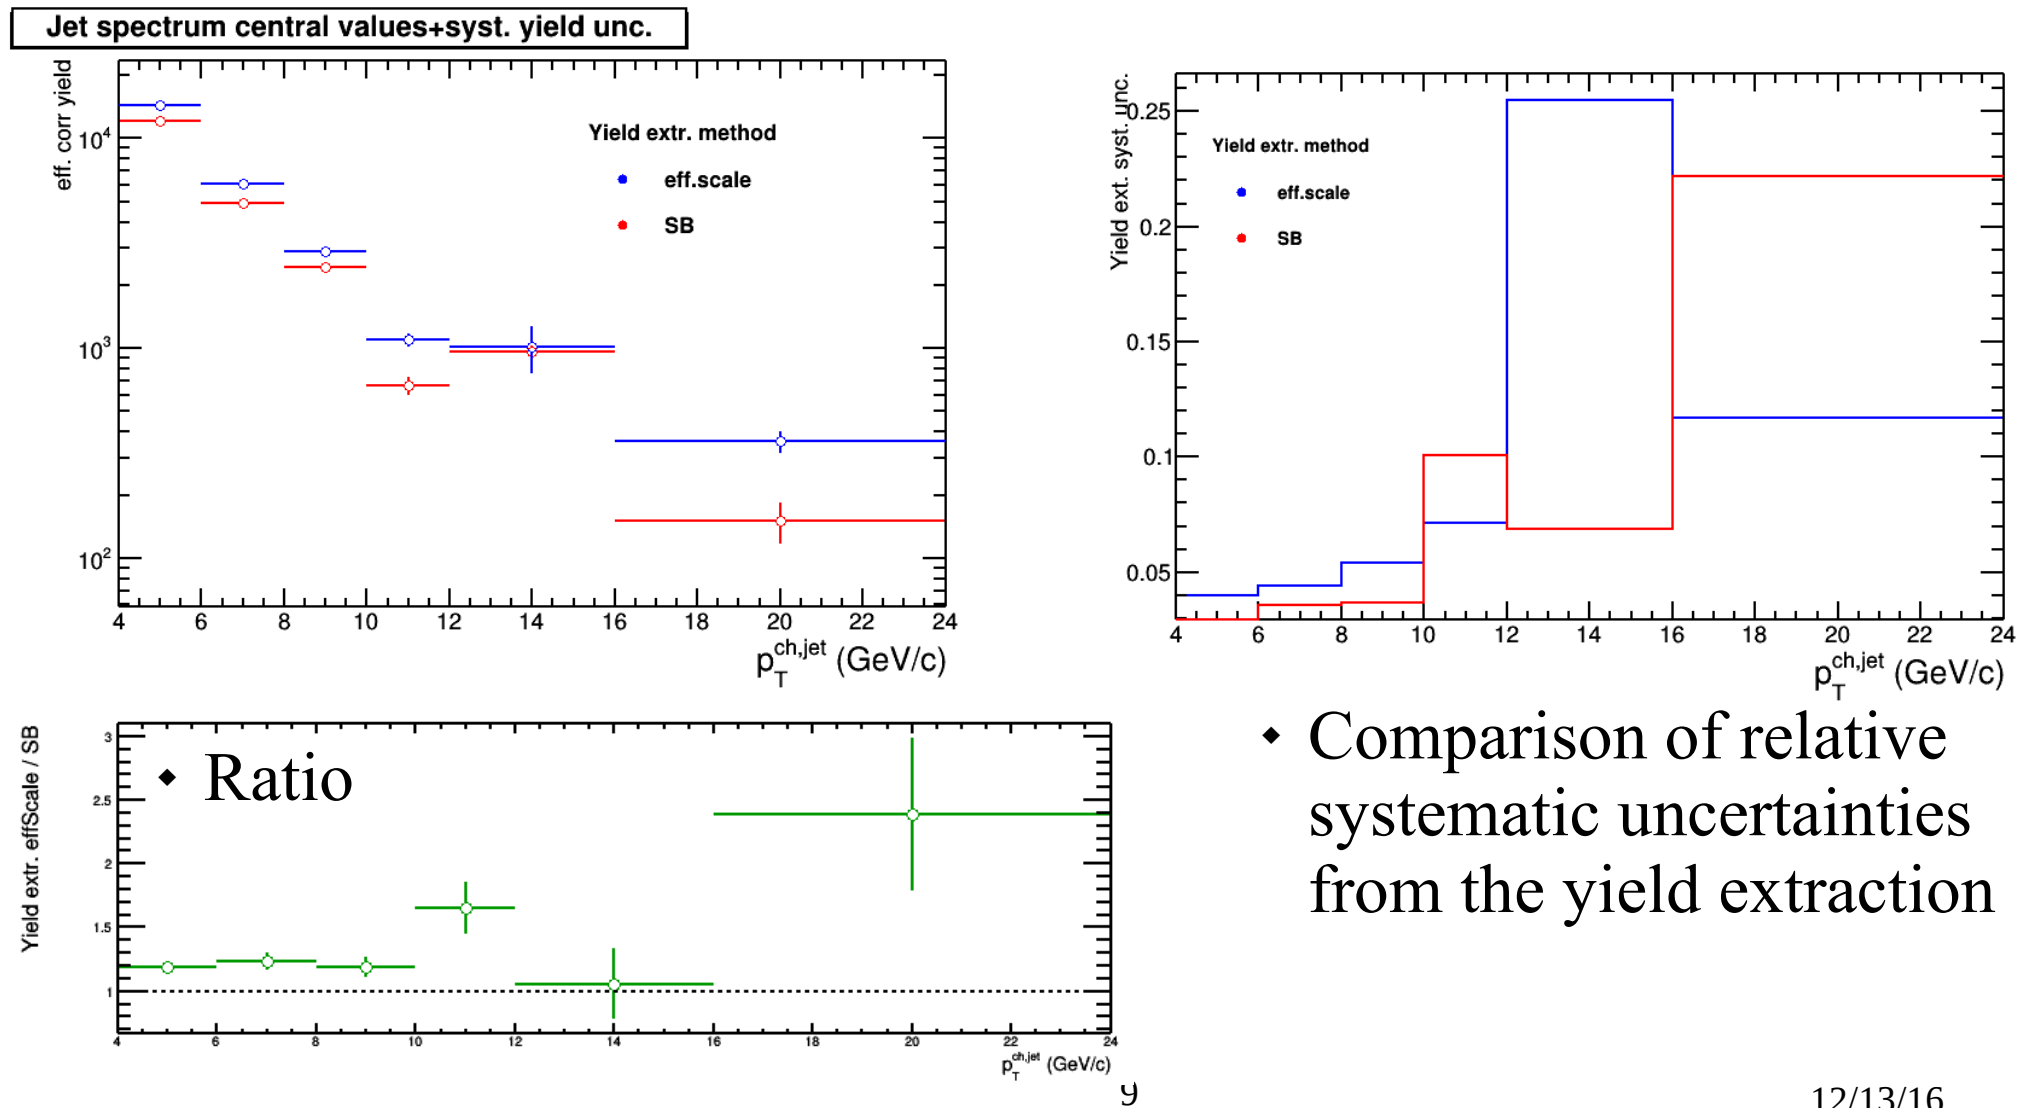 Jet spectrum central values+syst. yield unc.
eff. corr yield
10^4
10^3
10^2
Yield extr. method
eff.scale
SB
4 6 8 10 12 14 16 18 20 22 24
p_T^ch,jet (GeV/c)
Yield ext. syst. unc.
0.25
0.2
0.15
0.1
0.05
Yield extr. method
eff.scale
SB
4 6 8 10 12 14 16 18 20 22 24
p_T^ch,jet (GeV/c)
Yield extr. effScale / SB
3
2.5
2
1.5
1
◆ Ratio
4 6 8 10 12 14 16 18 20 22 24
p_T^ch,jet (GeV/c)
◆ Comparison of relative
systematic uncertainties
from the yield extraction
9
12/13/16